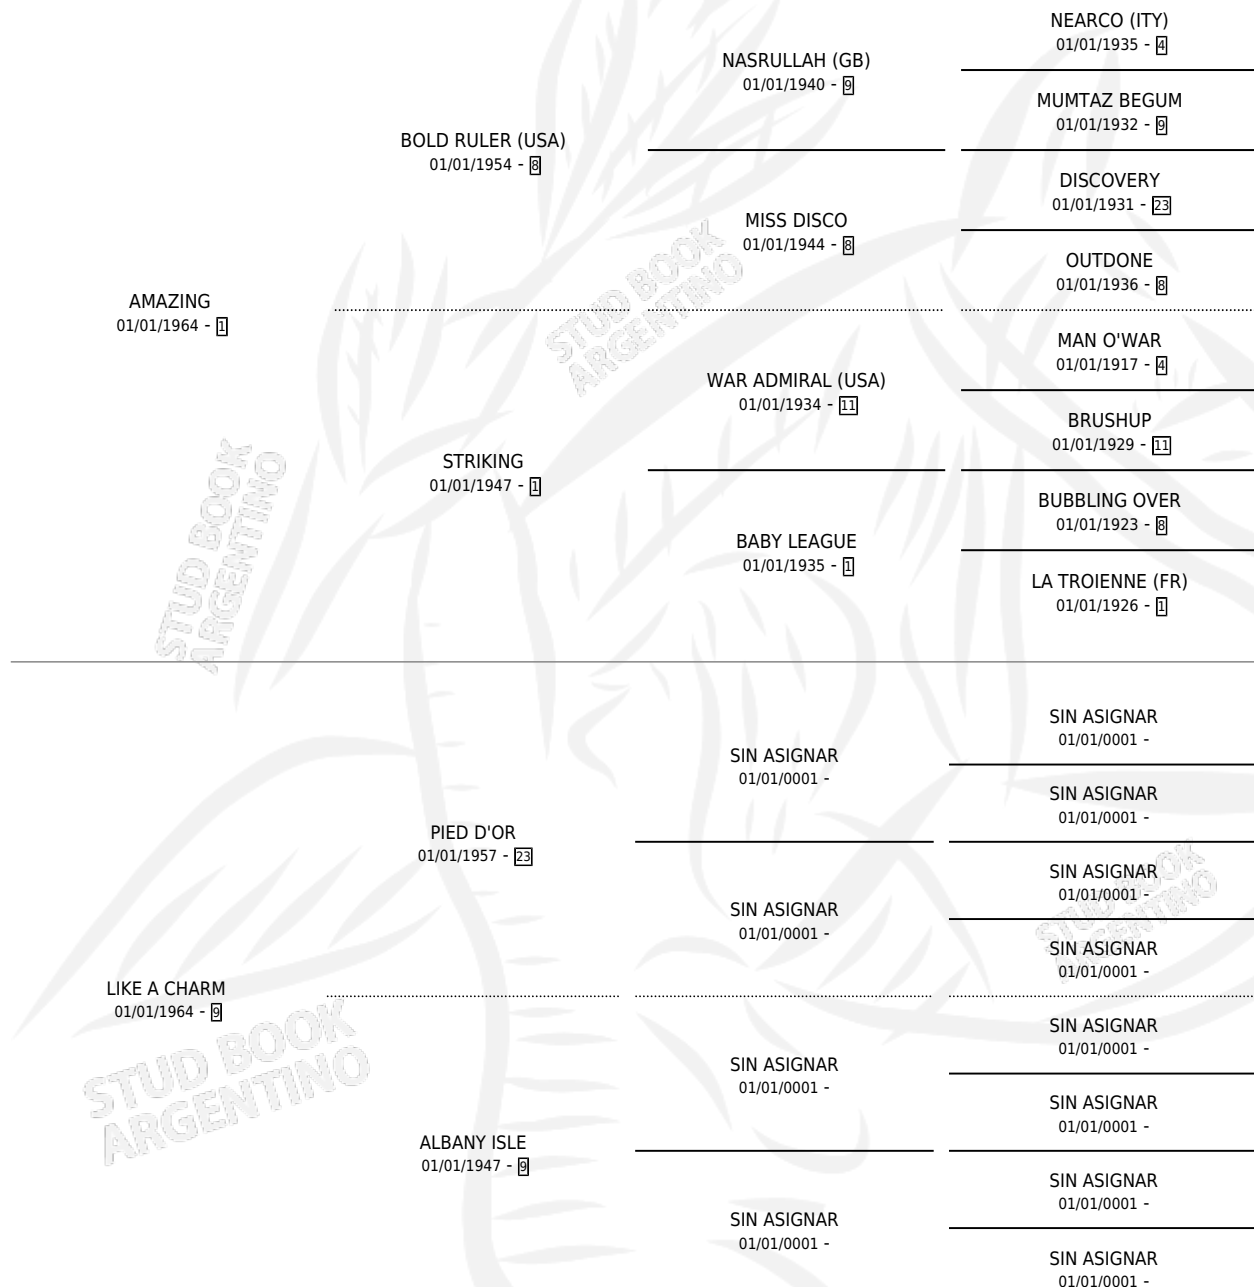 NEARCO (ITY)
01/01/1935 - 4
NASRULLAH (GB)
01/01/1940 - 9
MUMTAZ BEGUM
01/01/1932 - 9
BOLD RULER (USA)
01/01/1954 - 8
DISCOVERY
01/01/1931 - 23
MISS DISCO
01/01/1944 - 8
OUTDONE
01/01/1936 - 8
AMAZING
01/01/1964 - 1
MAN O'WAR
01/01/1917 - 4
WAR ADMIRAL (USA)
01/01/1934 - 11
BRUSHUP
01/01/1929 - 11
STRIKING
01/01/1947 - 1
BUBBLING OVER
01/01/1923 - 8
BABY LEAGUE
01/01/1935 - 1
LA TROIENNE (FR)
01/01/1926 - 1
SIN ASIGNAR
01/01/0001 -
SIN ASIGNAR
01/01/0001 -
SIN ASIGNAR
01/01/0001 -
PIED D'OR
01/01/1957 - 23
SIN ASIGNAR
01/01/0001 -
SIN ASIGNAR
01/01/0001 -
SIN ASIGNAR
01/01/0001 -
LIKE A CHARM
01/01/1964 - 9
SIN ASIGNAR
01/01/0001 -
SIN ASIGNAR
01/01/0001 -
SIN ASIGNAR
01/01/0001 -
ALBANY ISLE
01/01/1947 - 9
SIN ASIGNAR
01/01/0001 -
SIN ASIGNAR
01/01/0001 -
SIN ASIGNAR
01/01/0001 -
STUD BOOK
ARGENTINO
STUD BOOK
ARGENTINO
STUD BOOK
ARGENTINO
STUD BOOK
ARGENTINO